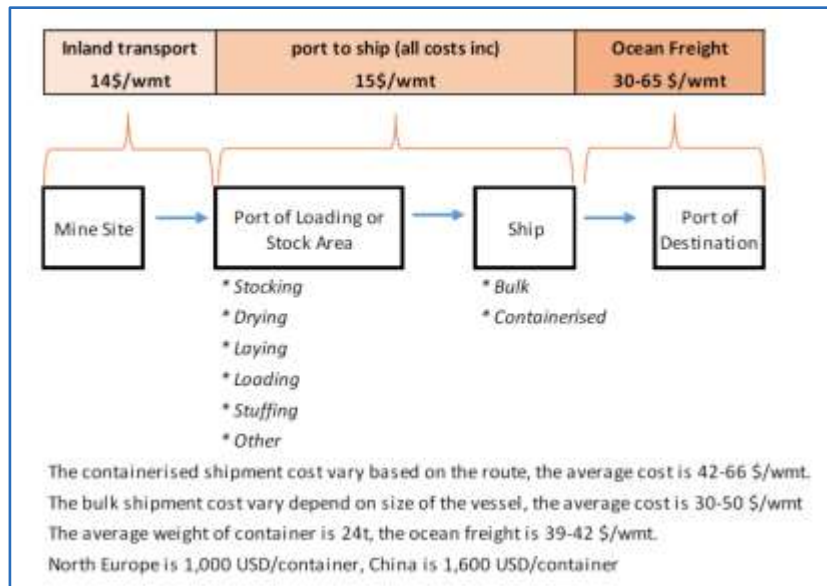 Inland transport
14$/wmt
port to ship (all costs inc)
15$/wmt
Ocean Freight
30-65 $/wmt
Mine Site
Port of Loading or
Stock Area
Ship
Port of
Destination
* Stocking
* Drying
* Laying
* Loading
* Stuffing
* Other
* Bulk
* Containerised
The containerised shipment cost vary based on the route, the average cost is 42-66 $/wmt.
The bulk shipment cost vary depend on size of the vessel, the average cost is 30-50 $/wmt
The average weight of container is 24t, the ocean freight is 39-42 $/wmt.
North Europe is 1,000 USD/container, China is 1,600 USD/container